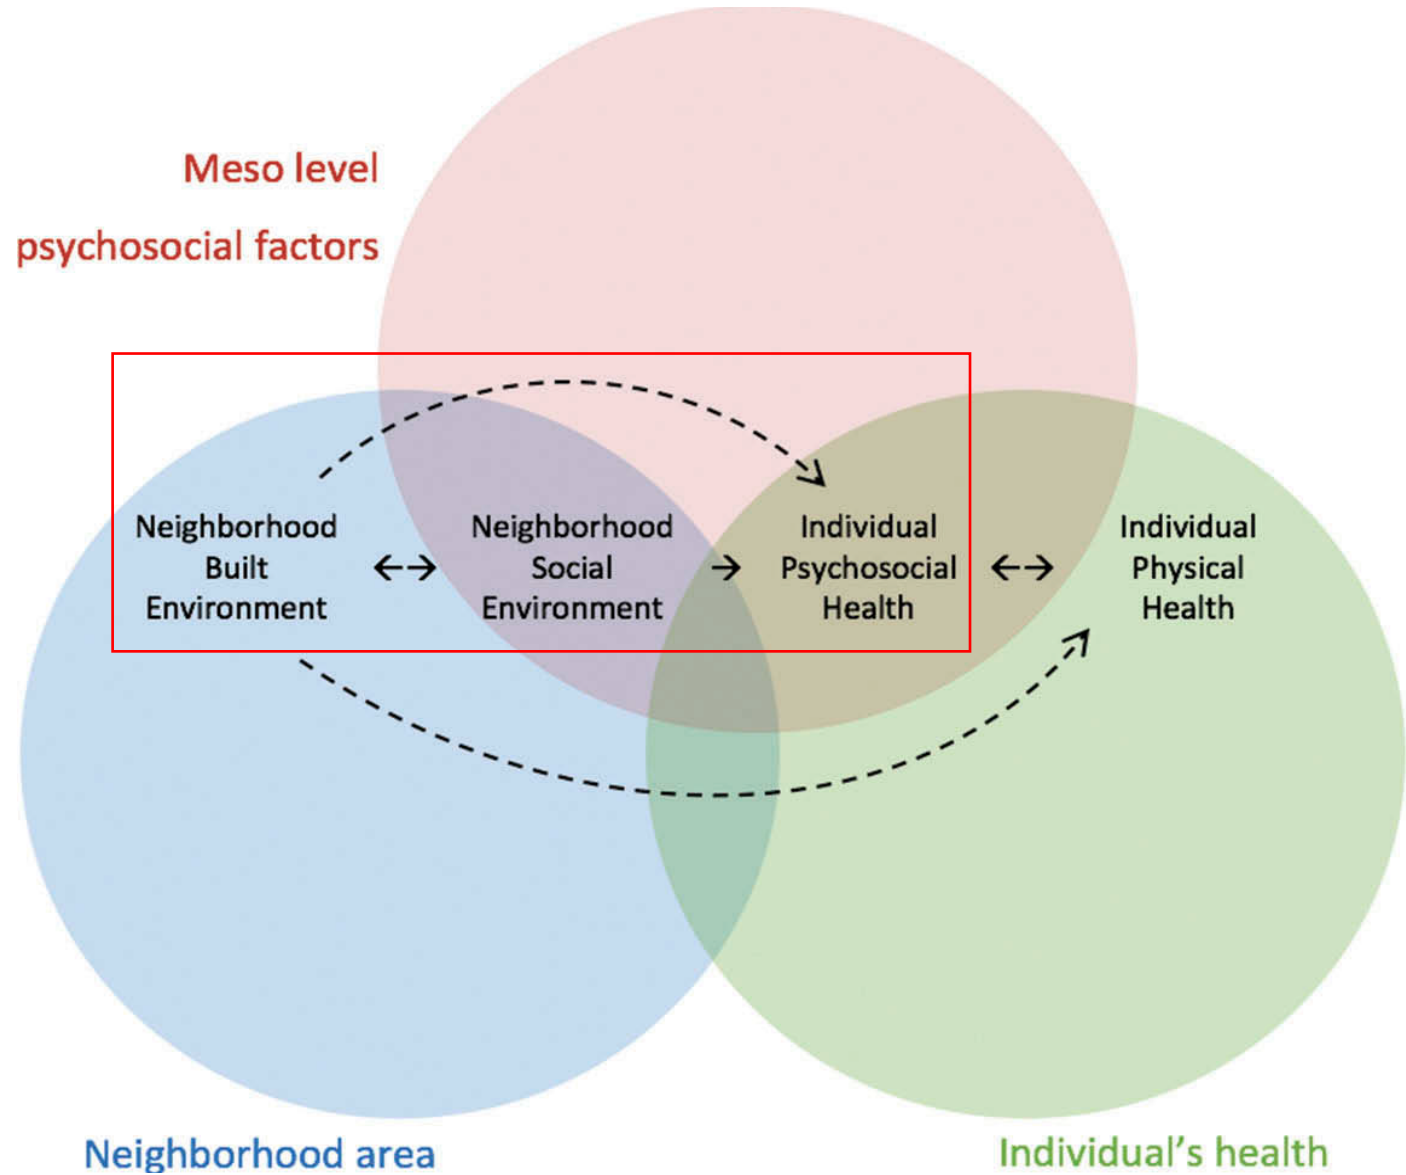 Meso level
psychosocial factors
Neighborhood
Built
Environment
Neighborhood
Social
Environment
Individual
Psychosocial
Health
Individual
Physical
Health
Neighborhood area
Individual’s health